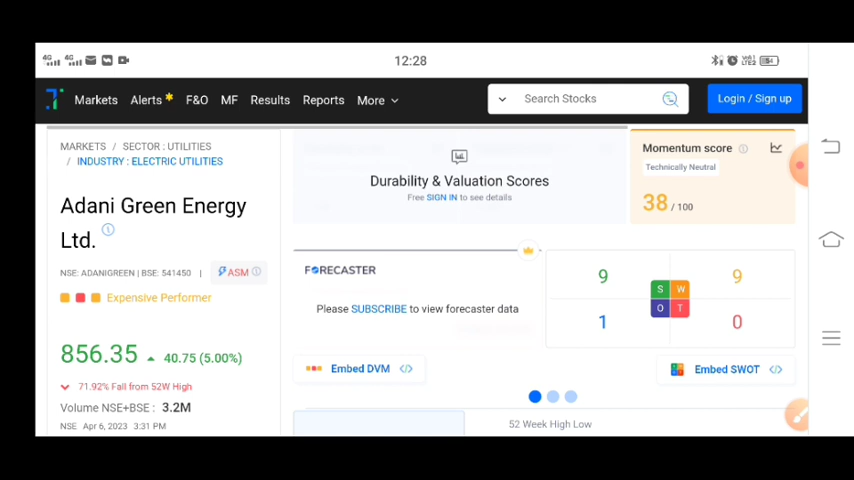 4G 4G 12:28
Markets Alerts F&O MF Results Reports More Search Stocks Login / Sign up
MARKETS / SECTOR : UTILITIES
/ INDUSTRY : ELECTRIC UTILITIES
Adani Green Energy
Ltd.
NSE: ADANIGREEN | BSE: 541450 | ASM
Expensive Performer
856.35 40.75 (5.00%)
71.92% Fall from 52W High
Volume NSE+BSE : 3.2M
NSE Apr 6, 2023 3:31 PM
Durability & Valuation Scores
Free SIGN IN to see details
Momentum score
Technically Neutral
38 / 100
FORECASTER
Please SUBSCRIBE to view forecaster data
9 S W 9
1 O T 0
Embed DVM </>
Embed SWOT </>
52 Week High Low